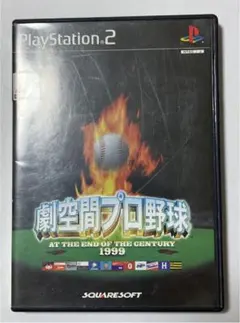 PlayStation 2
劇空間プロ野球
AT THE END OF THE CENTURY
1999
SQUARESOFT